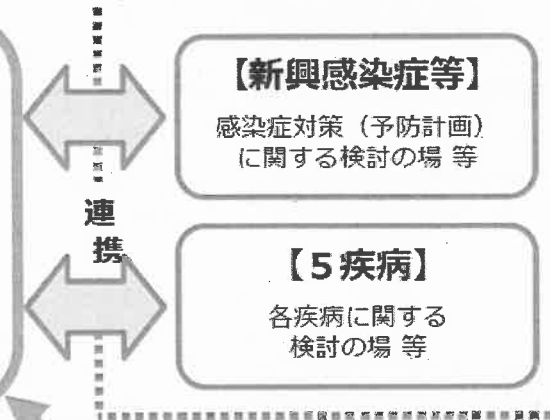 【新興感染症等】
感染症対策（予防計画）
に関する検討の場 等
連
携
【５疾病】
各疾病に関する
検討の場 等